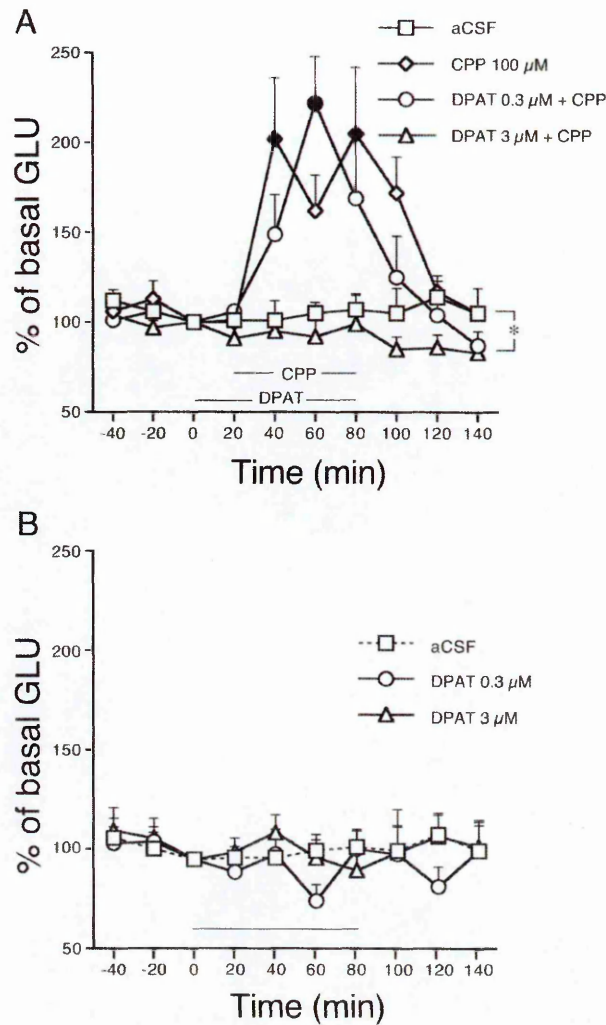 A
aCSF
CPP 100 µM
DPAT 0.3 µM + CPP
DPAT 3 µM + CPP
% of basal GLU
250
200
150
100
50
*
CPP
DPAT
-40 -20 0 20 40 60 80 100 120 140
Time (min)
B
aCSF
DPAT 0.3 µM
DPAT 3 µM
% of basal GLU
250
200
150
100
50
-40 -20 0 20 40 60 80 100 120 140
Time (min)